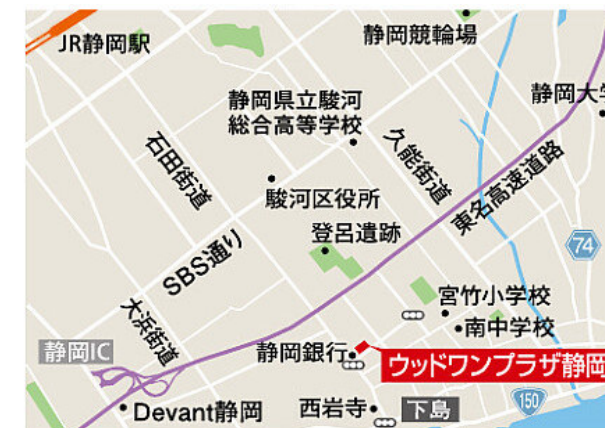 JR静岡駅
静岡競輪場
静岡県立駿河
総合高等学校
静岡大学
石田街道
久能街道
駿河区役所
東名高速道路
SBS通り
登呂遺跡
74
大浜街道
宮竹小学校
南中学校
静岡IC
静岡銀行
ウッドワンプラザ静岡
Devant静岡
西岩寺
下島
150